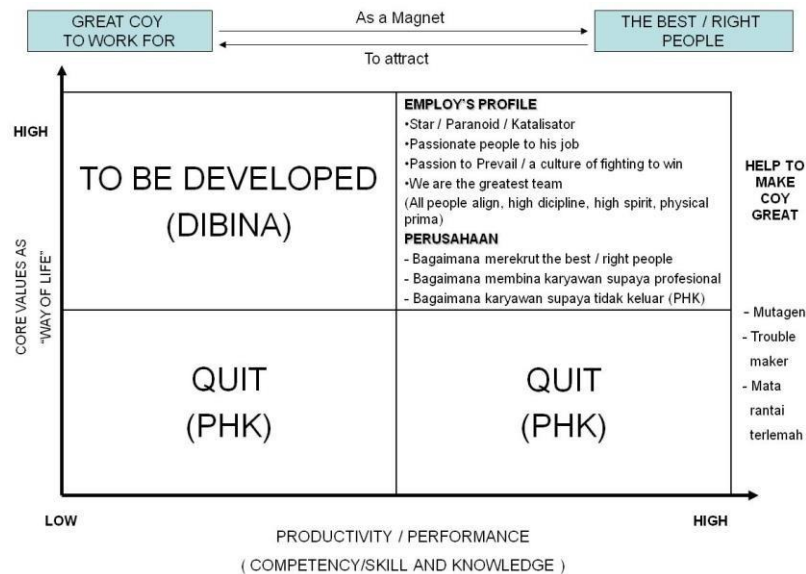 GREAT COY
TO WORK FOR
As a Magnet
To attract
THE BEST / RIGHT
PEOPLE
HIGH
CORE VALUES AS
"WAY OF LIFE"
TO BE DEVELOPED
(DIBINA)
EMPLOY'S PROFILE
•Star / Paranoid / Katalisator
•Passionate people to his job
•Passion to Prevail / a culture of fighting to win
•We are the greatest team
(All people align, high dicipline, high spirit, physical
prima)
PERUSAHAAN
- Bagaimana merekrut the best / right people
- Bagaimana membina karyawan supaya profesional
- Bagaimana karyawan supaya tidak keluar (PHK)
HELP TO
MAKE
COY
GREAT
QUIT
(PHK)
QUIT
(PHK)
- Mutagen
- Trouble
maker
- Mata
rantai
terlemah
LOW
HIGH
PRODUCTIVITY / PERFORMANCE
( COMPETENCY/SKILL AND KNOWLEDGE )